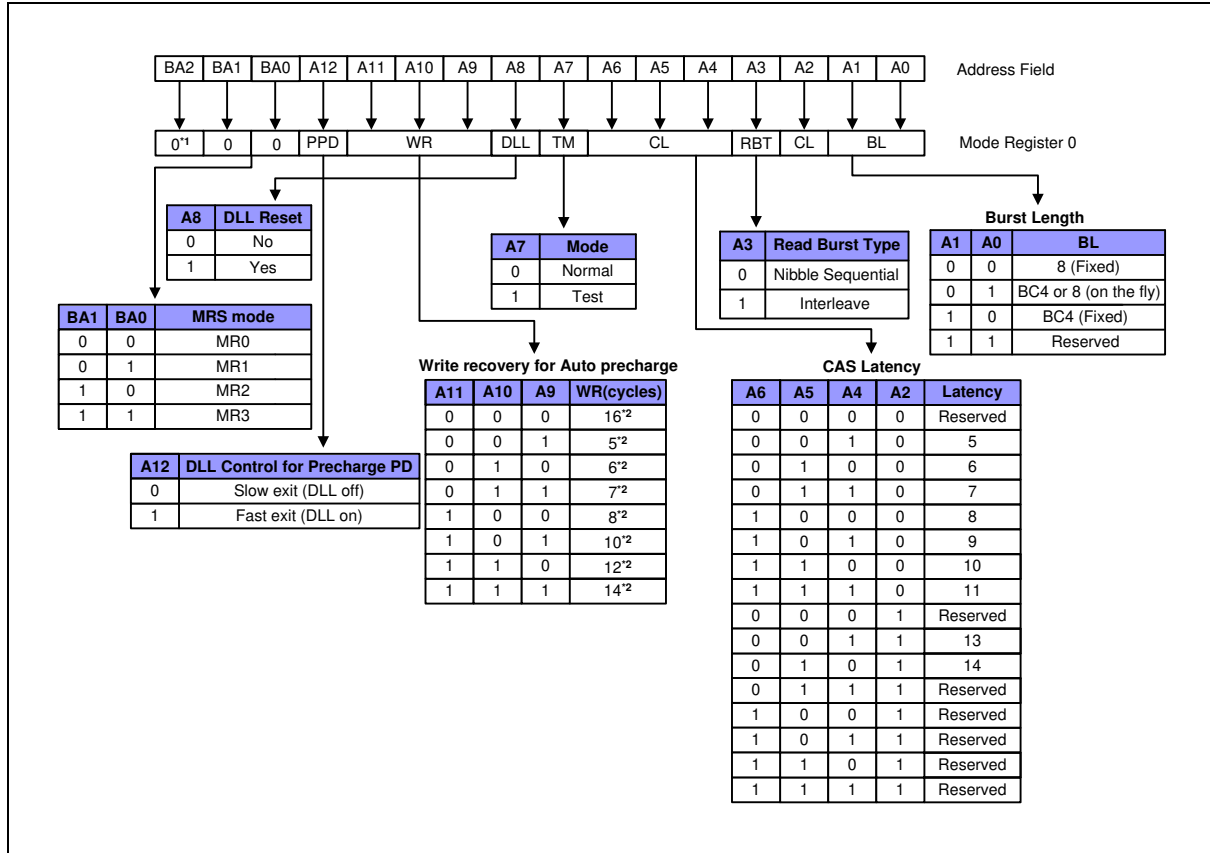 BA2 BA1 BA0 A12 A11 A10 A9 A8 A7 A6 A5 A4 A3 A2 A1 A0 Address Field
0*1 0 0 PPD WR DLL TM CL RBT CL BL Mode Register 0
A8 DLL Reset
0 No
1 Yes
A7 Mode
0 Normal
1 Test
A3 Read Burst Type
0 Nibble Sequential
1 Interleave
Burst Length
A1 A0 BL
0 0 8 (Fixed)
0 1 BC4 or 8 (on the fly)
1 0 BC4 (Fixed)
1 1 Reserved
BA1 BA0 MRS mode
0 0 MR0
0 1 MR1
1 0 MR2
1 1 MR3
Write recovery for Auto precharge
A11 A10 A9 WR(cycles)
0 0 0 16*2
0 0 1 5*2
0 1 0 6*2
0 1 1 7*2
1 0 0 8*2
1 0 1 10*2
1 1 0 12*2
1 1 1 14*2
CAS Latency
A6 A5 A4 A2 Latency
0 0 0 0 Reserved
0 0 1 0 5
0 1 0 0 6
0 1 1 0 7
1 0 0 0 8
1 0 1 0 9
1 1 0 0 10
1 1 1 0 11
0 0 0 1 Reserved
0 0 1 1 13
0 1 0 1 14
0 1 1 1 Reserved
1 0 0 1 Reserved
1 0 1 1 Reserved
1 1 0 1 Reserved
1 1 1 1 Reserved
A12 DLL Control for Precharge PD
0 Slow exit (DLL off)
1 Fast exit (DLL on)